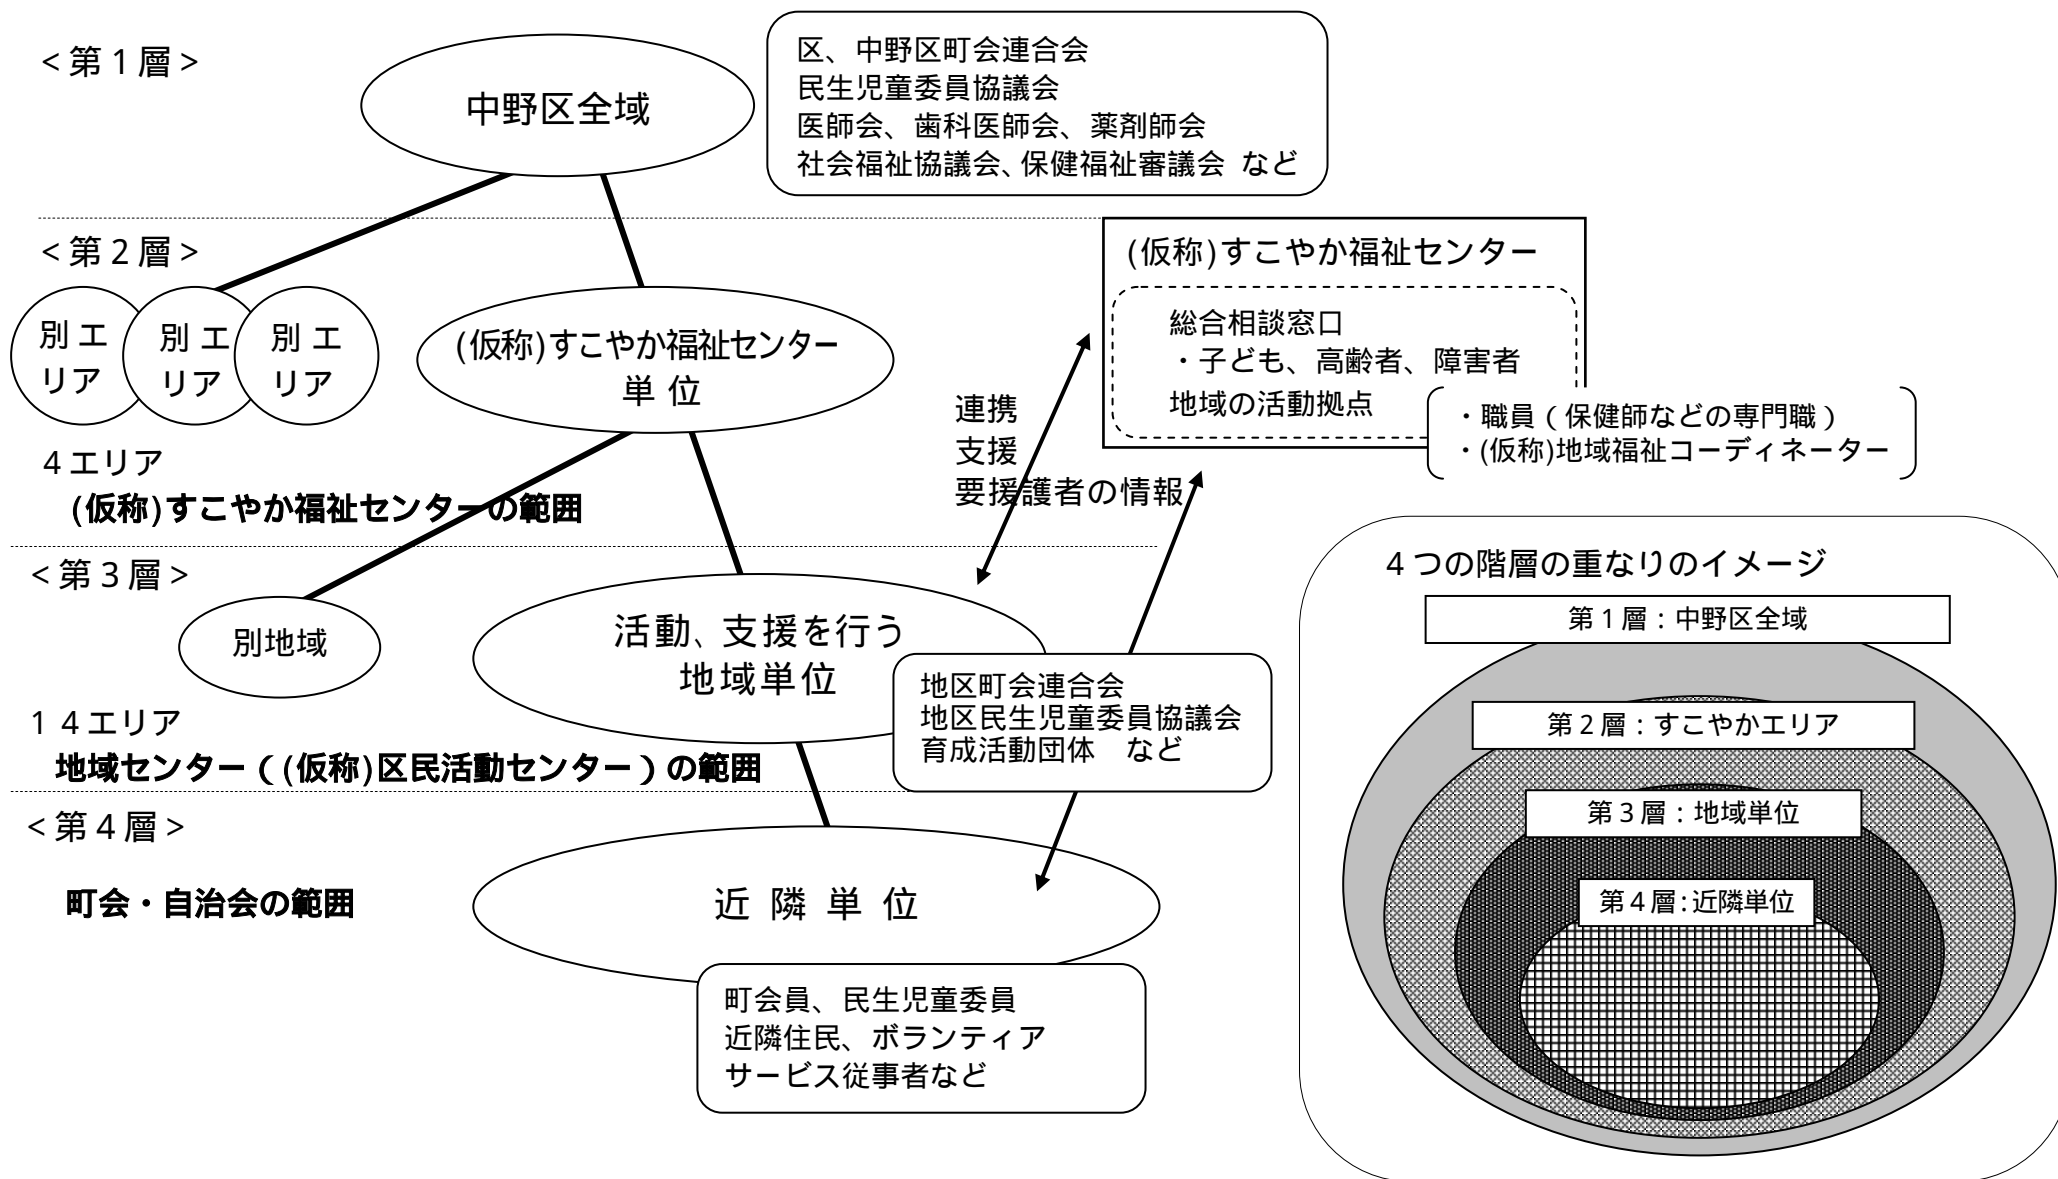 <第１層>
中野区全域
区、中野区町会連合会
民生児童委員協議会
医師会、歯科医師会、薬剤師会
社会福祉協議会、保健福祉審議会 など
<第２層>
別 エ
リア
別 エ
リア
別 エ
リア
(仮称)すこやか福祉センター
単 位
４エリア
(仮称)すこやか福祉センターの範囲
(仮称)すこやか福祉センター
総合相談窓口
・子ども、高齢者、障害者
地域の活動拠点
・職員（保健師などの専門職）
・(仮称)地域福祉コーディネーター
連携
支援
要援護者の情報
<第３層>
別地域
活動、支援を行う
地域単位
１４エリア
地域センター（(仮称)区民活動センター）の範囲
地区町会連合会
地区民生児童委員協議会
育成活動団体　など
<第４層>
町会・自治会の範囲
近 隣 単 位
町会員、民生児童委員
近隣住民、ボランティア
サービス従事者など
４つの階層の重なりのイメージ
第１層：中野区全域
第２層：すこやかエリア
第３層：地域単位
第４層：近隣単位